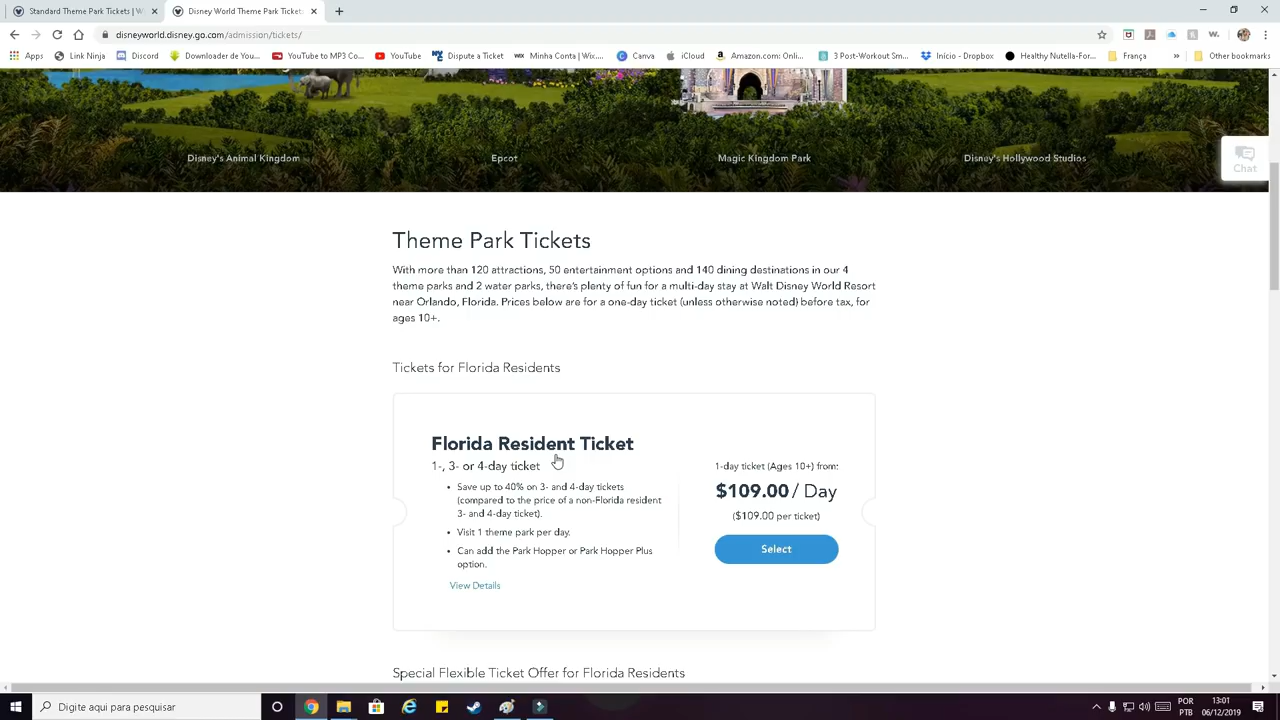 Standard Theme Park Tickets | W
Disney World Theme Park Tickets
disneyworld.disney.go.com/admission/tickets/
Apps
Link Ninja
Discord
Downloader de You...
YouTube to MP3 Co...
YouTube
Dispute a Ticket
Minha Conta | Wix....
Canva
iCloud
Amazon.com: Onli...
3 Post-Workout Sm...
Início - Dropbox
Healthy Nutella-For...
França
»
Other bookmarks
Disney's Animal Kingdom
Epcot
Magic Kingdom Park
Disney's Hollywood Studios
Chat
Theme Park Tickets
With more than 120 attractions, 50 entertainment options and 140 dining destinations in our 4
theme parks and 2 water parks, there's plenty of fun for a multi-day stay at Walt Disney World Resort
near Orlando, Florida. Prices below are for a one-day ticket (unless otherwise noted) before tax, for
ages 10+.
Tickets for Florida Residents
Florida Resident Ticket
1-, 3- or 4-day ticket
• Save up to 40% on 3- and 4-day tickets
(compared to the price of a non-Florida resident
3- and 4-day ticket).
• Visit 1 theme park per day.
• Can add the Park Hopper or Park Hopper Plus
option.
View Details
1-day ticket (Ages 10+) from:
$109.00 / Day
($109.00 per ticket)
Select
Special Flexible Ticket Offer for Florida Residents
Digite aqui para pesquisar
POR
PTB
13:01
06/12/2019